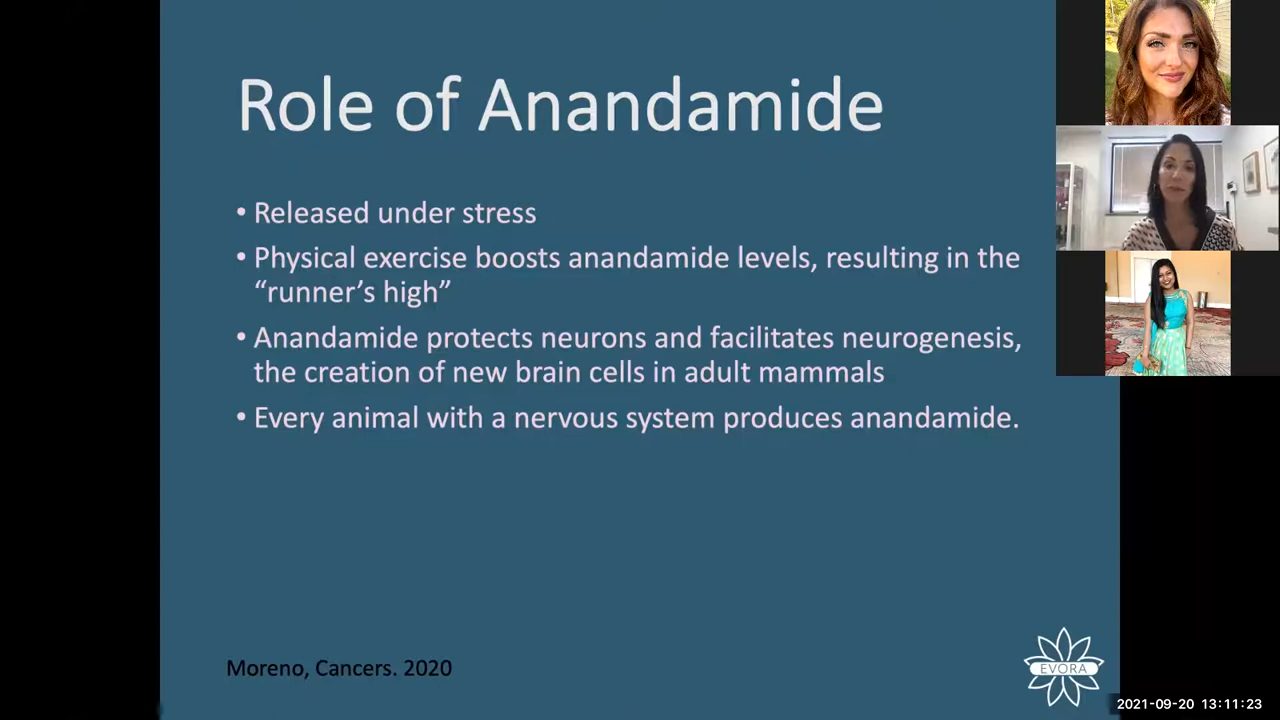 Role of Anandamide
• Released under stress
• Physical exercise boosts anandamide levels, resulting in the
“runner’s high”
• Anandamide protects neurons and facilitates neurogenesis,
the creation of new brain cells in adult mammals
• Every animal with a nervous system produces anandamide.
Moreno, Cancers. 2020
EVORA
2021-09-20 13:11:23